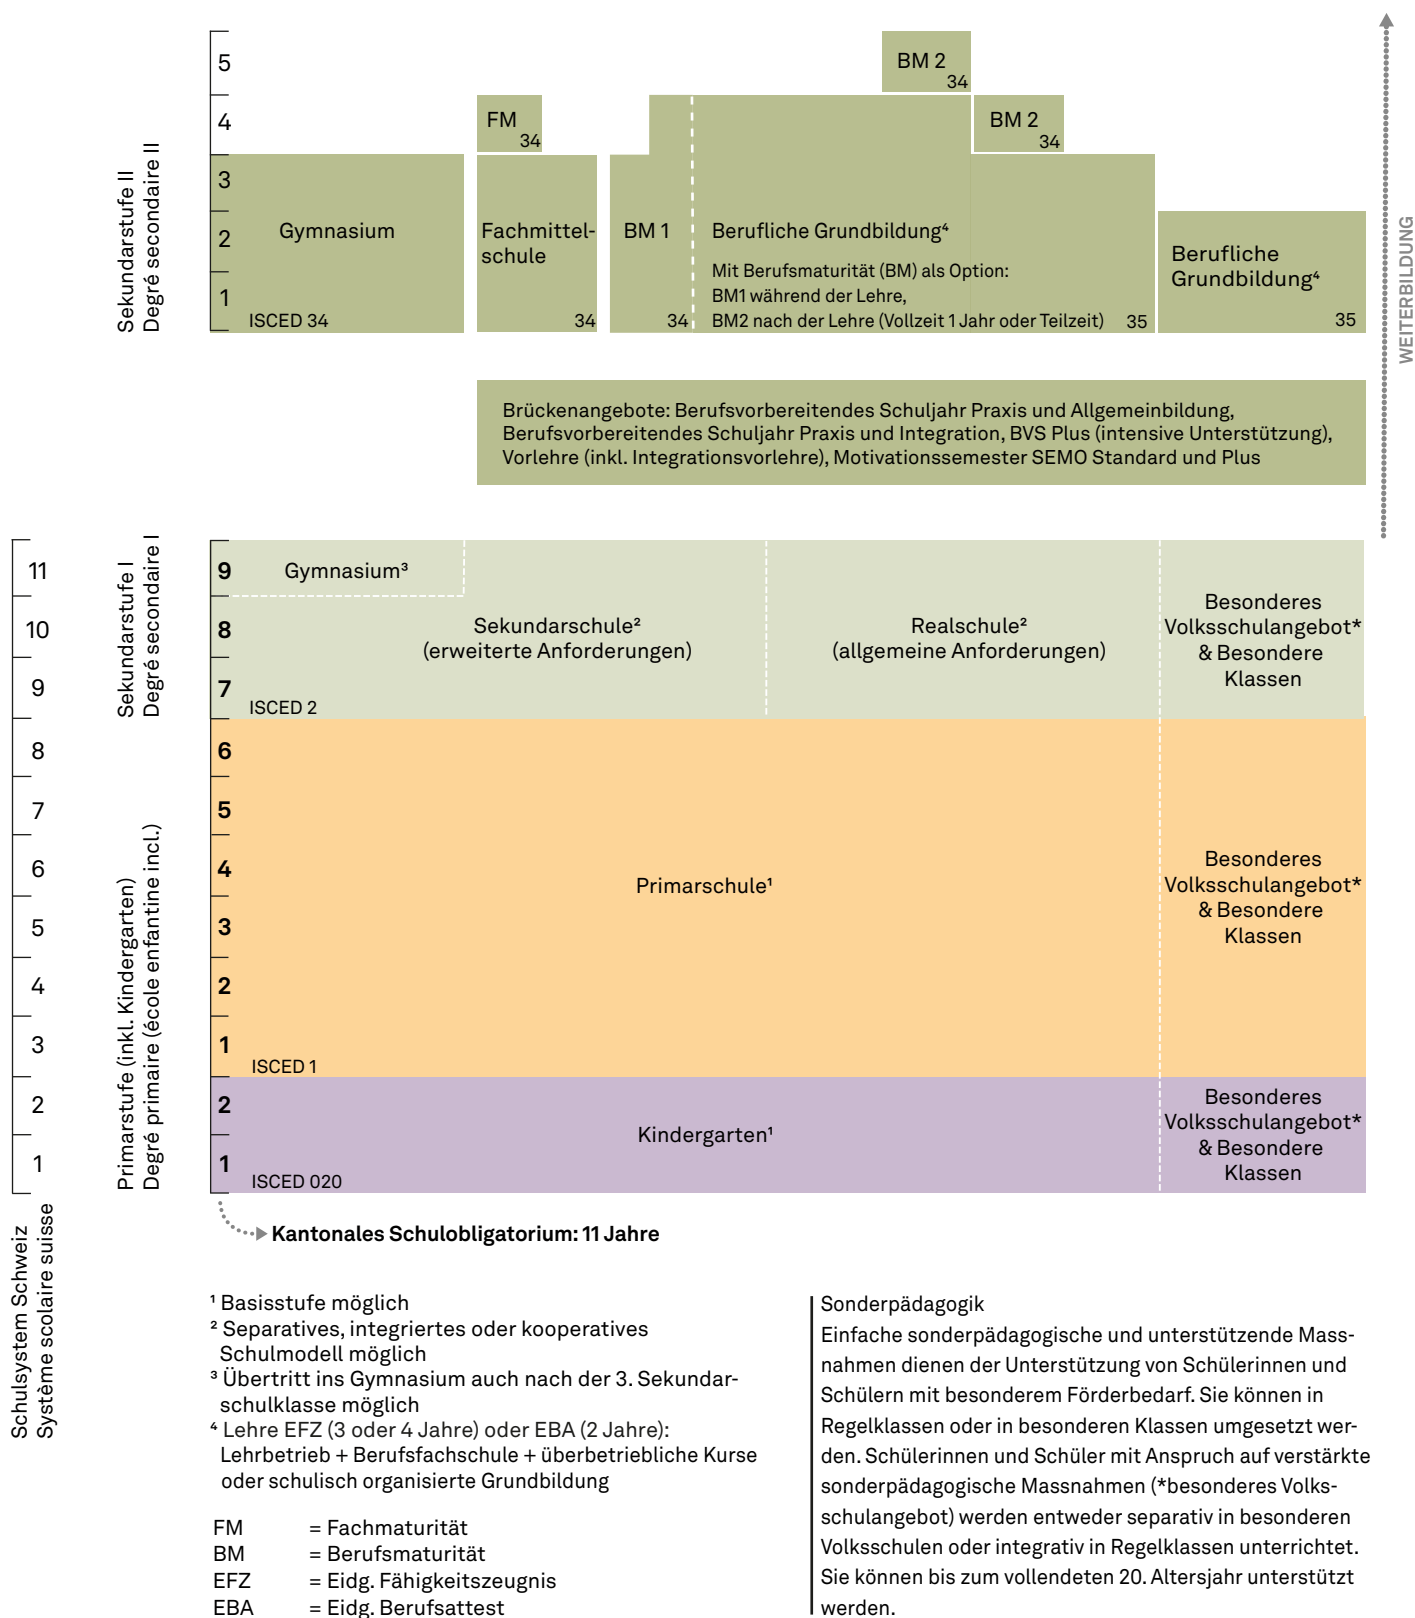 5
4
3
2
1
Sekundarstufe II
Degré secondaire II
BM 2
34
FM
34
BM 2
34
Gymnasium
ISCED 34
Fachmittel-
schule
34
BM 1
34
Berufliche Grundbildung⁴
Mit Berufsmaturität (BM) als Option:
BM1 während der Lehre,
BM2 nach der Lehre (Vollzeit 1 Jahr oder Teilzeit)
35
Berufliche
Grundbildung⁴
35
WEITERBILDUNG
Brückenangebote: Berufsvorbereitendes Schuljahr Praxis und Allgemeinbildung,
Berufsvorbereitendes Schuljahr Praxis und Integration, BVS Plus (intensive Unterstützung),
Vorlehre (inkl. Integrationsvorlehre), Motivationssemester SEMO Standard und Plus
11
10
9
8
7
6
5
4
3
2
1
Schulsystem Schweiz
Système scolaire suisse
Sekundarstufe I
Degré secondaire I
9
8
7
Gymnasium³
Sekundarschule²
(erweiterte Anforderungen)
Realschule²
(allgemeine Anforderungen)
Besonderes
Volksschulangebot*
& Besondere
Klassen
ISCED 2
Primarstufe (inkl. Kindergarten)
Degré primaire (école enfantine incl.)
6
5
4
3
2
1
Primarschule¹
Besonderes
Volksschulangebot*
& Besondere
Klassen
ISCED 1
2
1
Kindergarten¹
Besonderes
Volksschulangebot*
& Besondere
Klassen
ISCED 020
Kantonales Schulobligatorium: 11 Jahre
¹ Basisstufe möglich
² Separatives, integriertes oder kooperatives
Schulmodell möglich
³ Übertritt ins Gymnasium auch nach der 3. Sekundar-
schulklasse möglich
⁴ Lehre EFZ (3 oder 4 Jahre) oder EBA (2 Jahre):
Lehrbetrieb + Berufsfachschule + überbetriebliche Kurse
oder schulisch organisierte Grundbildung
FM = Fachmaturität
BM = Berufsmaturität
EFZ = Eidg. Fähigkeitszeugnis
EBA = Eidg. Berufsattest
Sonderpädagogik
Einfache sonderpädagogische und unterstützende Mass-
nahmen dienen der Unterstützung von Schülerinnen und
Schülern mit besonderem Förderbedarf. Sie können in
Regelklassen oder in besonderen Klassen umgesetzt wer-
den. Schülerinnen und Schüler mit Anspruch auf verstärkte
sonderpädagogische Massnahmen (*besonderes Volks-
schulangebot) werden entweder separativ in besonderen
Volksschulen oder integrativ in Regelklassen unterrichtet.
Sie können bis zum vollendeten 20. Altersjahr unterstützt
werden.